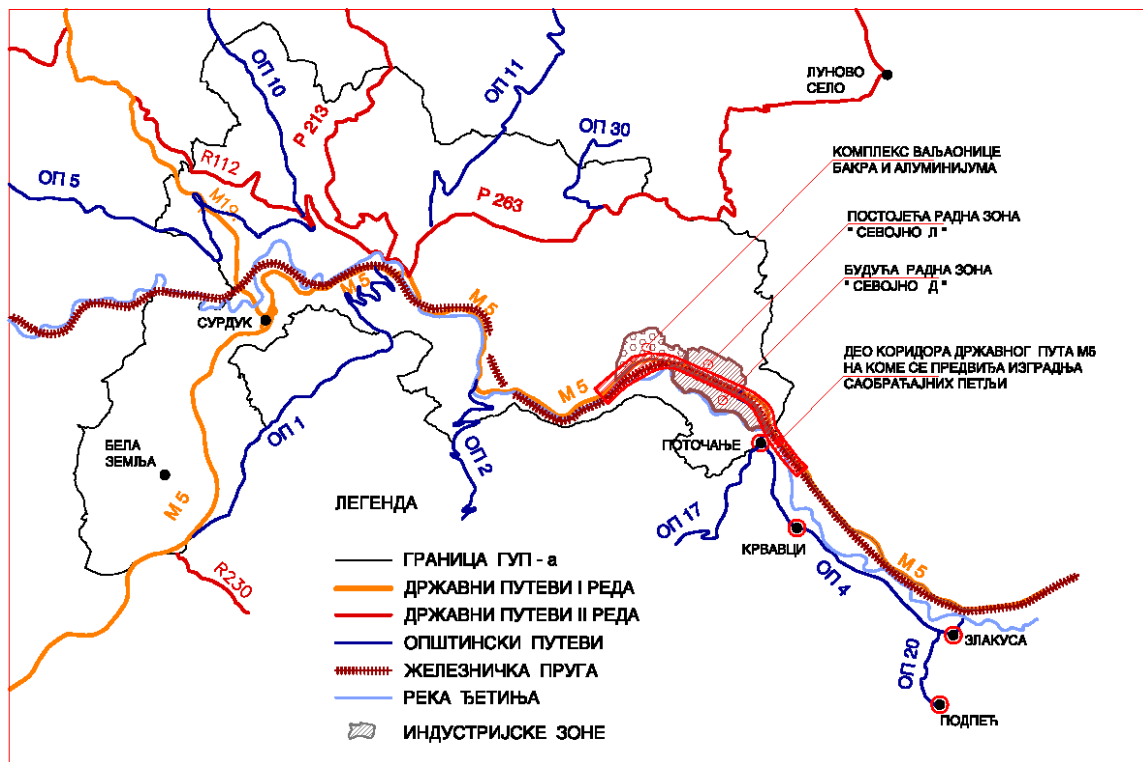 ОП 10
ОП 11
Р 213
ОП 30
ЛУНОВО
СЕЛО
R112
ОП 5
M19
Р 263
КОМПЛЕКС ВАЉАОНИЦЕ
БАКРА И АЛУМИНИЈУМА
ПОСТОЈЕЋА РАДНА ЗОНА
" СЕВОЈНО Л "
БУДУЋА РАДНА ЗОНА
" СЕВОЈНО Д "
ДЕО КОРИДОРА ДРЖАВНОГ ПУТА М5
НА КОМЕ СЕ ПРЕДВИЂА ИЗГРАДЊА
САОБРАЋАЈНИХ ПЕТЉИ
М 5
М 5
СУРДУК
М 5
ОП 1
ОП 2
БЕЛА
ЗЕМЉА
М 5
ПОТОЧАЊЕ
ОП 17
КРВАВЦИ
ОП 4
М 5
R230
ЗЛАКУСА
ОП 20
ПОДПЕЋ
ЛЕГЕНДА
ГРАНИЦА ГУП - а
ДРЖАВНИ ПУТЕВИ I РЕДА
ДРЖАВНИ ПУТЕВИ II РЕДА
ОПШТИНСКИ ПУТЕВИ
ЖЕЛЕЗНИЧКА ПРУГА
РЕКА ЂЕТИЊА
ИНДУСТРИЈСКЕ ЗОНЕ